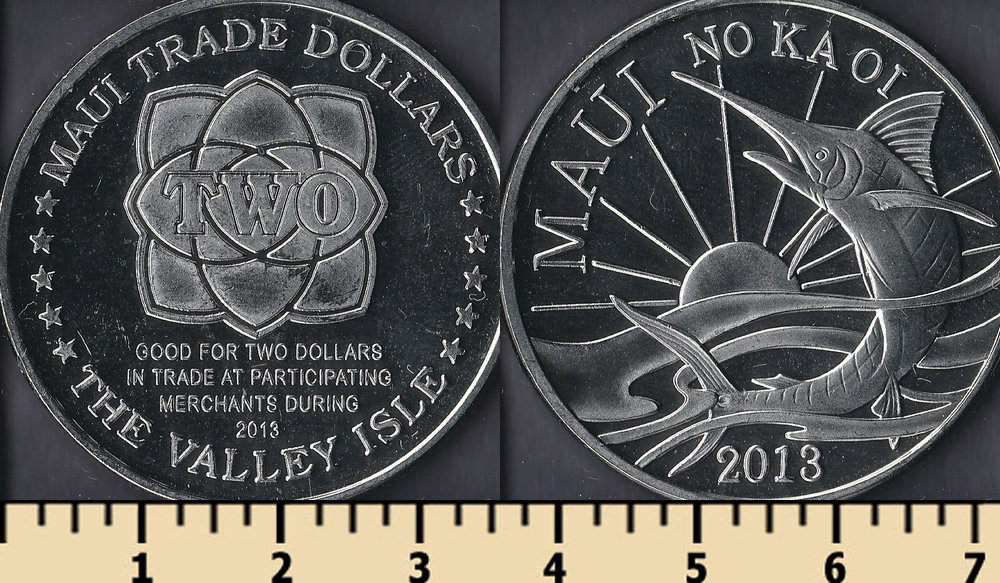 MAUI TRADE DOLLARS
TWO
GOOD FOR TWO DOLLARS
IN TRADE AT PARTICIPATING
MERCHANTS DURING
2013
THE VALLEY ISLE
MAUI NO KA OI
2013
1 2 3 4 5 6 7